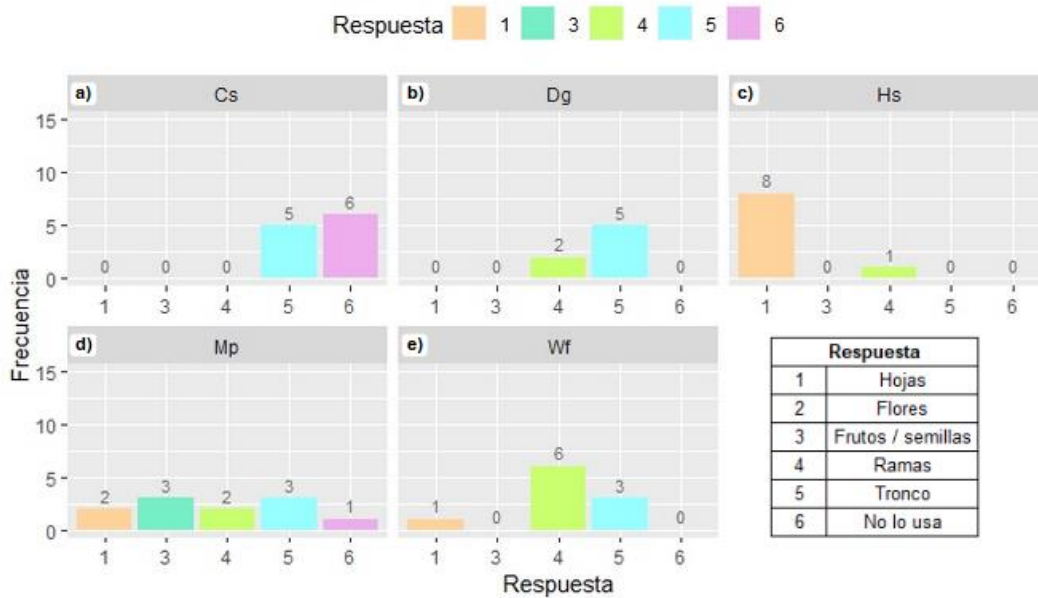 Respuesta 1 3 4 5 6
a) Cs b) Dg c) Hs
15
10
5
0
0 0 0 5 6
0 0 2 5 0
8 0 1 0 0
1 3 4 5 6 1 3 4 5 6 1 3 4 5 6
Frecuencia
d) Mp e) Wf
15
10
5
0
2 3 2 3 1
1 0 6 3 0
1 3 4 5 6 1 3 4 5 6
Respuesta
Respuesta
1 Hojas
2 Flores
3 Frutos / semillas
4 Ramas
5 Tronco
6 No lo usa